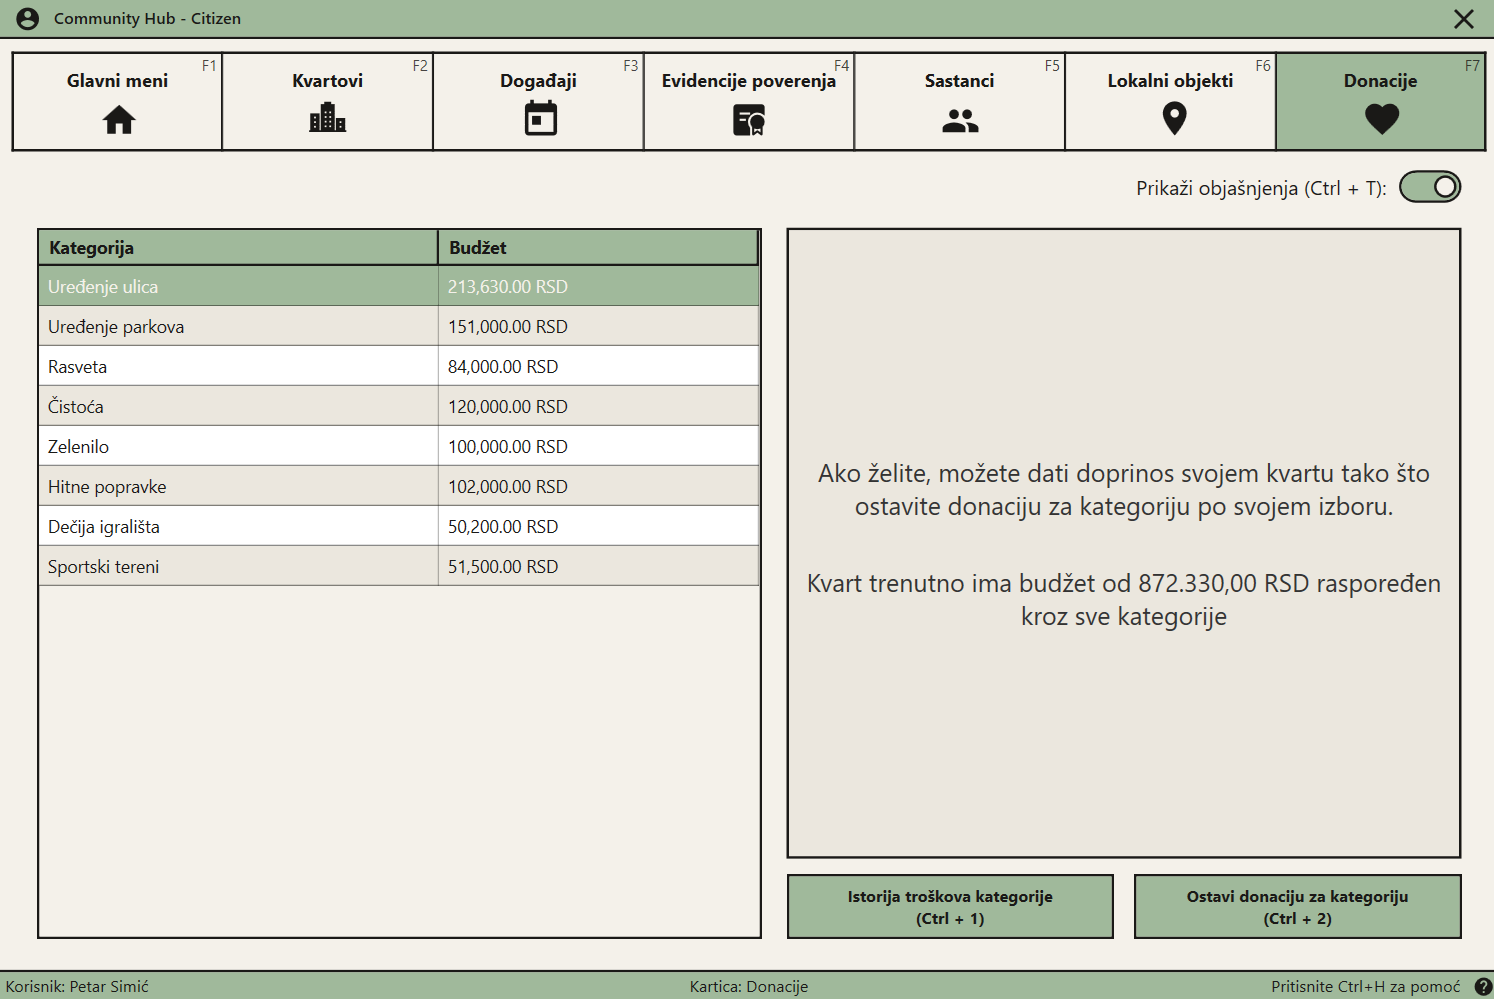 Community Hub - Citizen
Glavni meni F1
Kvartovi F2
Događaji F3
Evidencije poverenja F4
Sastanci F5
Lokalni objekti F6
Donacije F7
Prikaži objašnjenja (Ctrl + T):
Kategorija Budžet
Uređenje ulica 213,630.00 RSD
Uređenje parkova 151,000.00 RSD
Rasveta 84,000.00 RSD
Čistoća 120,000.00 RSD
Zelenilo 100,000.00 RSD
Hitne popravke 102,000.00 RSD
Dečija igrališta 50,200.00 RSD
Sportski tereni 51,500.00 RSD
Ako želite, možete dati doprinos svojem kvartu tako što
ostavite donaciju za kategoriju po svojem izboru.
Kvart trenutno ima budžet od 872.330,00 RSD raspoređen
kroz sve kategorije
Istorija troškova kategorije
(Ctrl + 1)
Ostavi donaciju za kategoriju
(Ctrl + 2)
Korisnik: Petar Simić
Kartica: Donacije
Pritisnite Ctrl+H za pomoć ?